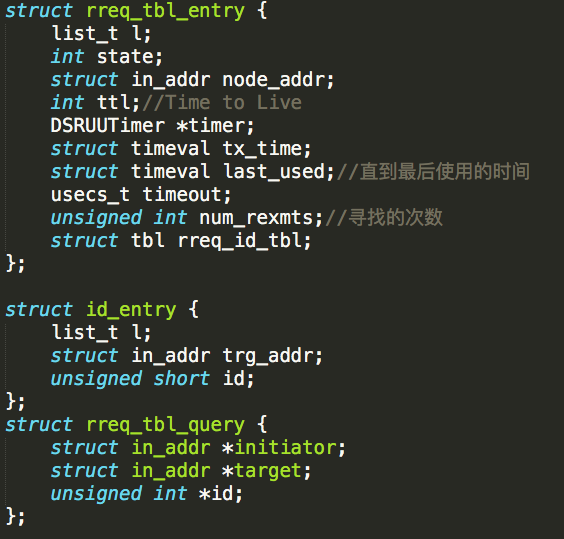 struct rreq_tbl_entry {
    list_t l;
    int state;
    struct in_addr node_addr;
    int ttl;//Time to Live
    DSRUUTimer *timer;
    struct timeval tx_time;
    struct timeval last_used;//直到最后使用的时间
    usecs_t timeout;
    unsigned int num_rexmts;//寻找的次数
    struct tbl rreq_id_tbl;
};

struct id_entry {
    list_t l;
    struct in_addr trg_addr;
    unsigned short id;
};
struct rreq_tbl_query {
    struct in_addr *initiator;
    struct in_addr *target;
    unsigned int *id;
};